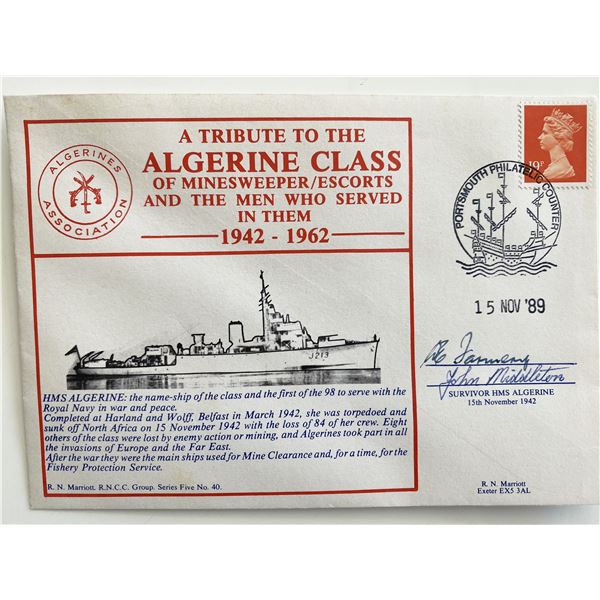 A TRIBUTE TO THE
ALGERINE CLASS
OF MINESWEEPER/ESCORTS
AND THE MEN WHO SERVED
IN THEM
1942 - 1962
ALGERINES
ASSOCIATION
19P
PORTSMOUTH PHILATELIC COUNTER
15 NOV '89
J213
HMS ALGERINE: the name-ship of the class and the first of the 98 to serve with the
Royal Navy in war and peace.
Completed at Harland and Wolff, Belfast in March 1942, she was torpedoed and
sunk off North Africa on 15 November 1942 with the loss of 84 of her crew. Eight
others of the class were lost by enemy action or mining, and Algerines took part in all
the invasions of Europe and the Far East.
After the war they were the main ships used for Mine Clearance and, for a time, for the
Fishery Protection Service.
R. N. Marriott. R.N.C.C. Group. Series Five No. 40.
John Middleton
SURVIVOR HMS ALGERINE
15th November 1942
R. N. Marriott
Exeter EX5 3AL